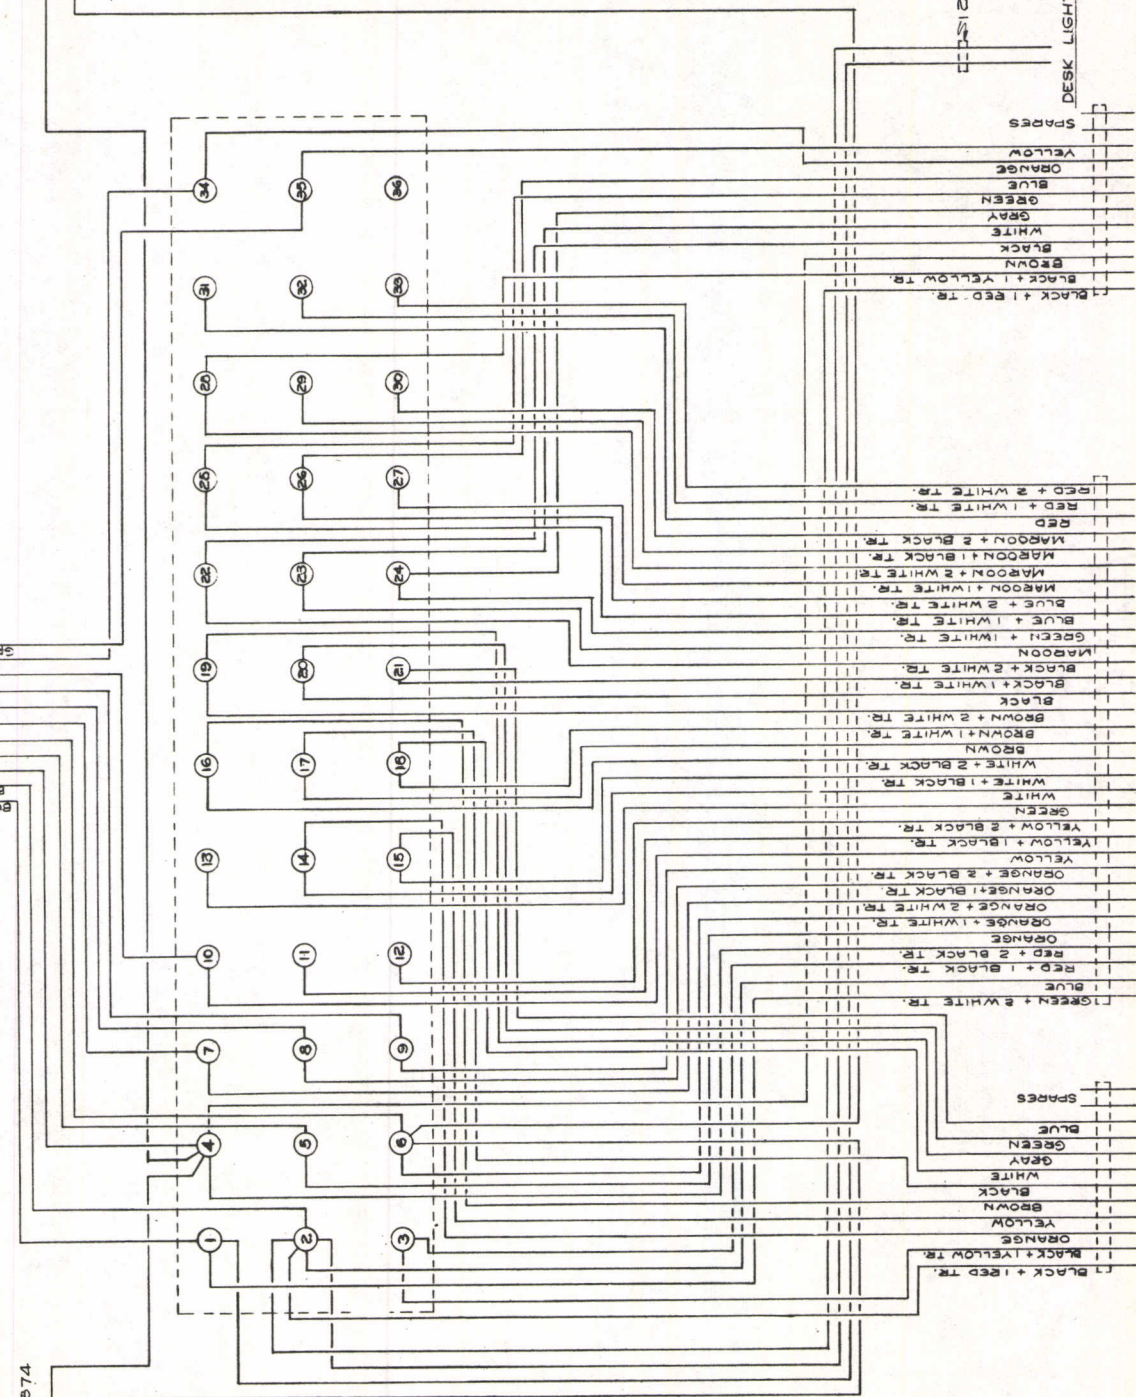 S12
DESK LIGH
SPARES
YELLOW
ORANGE
BLUE
GREEN
GRAY
WHITE
BLACK
BROWN
BLACK + 1 YELLOW TR.
BLACK + 1 RED TR.
34 35 36
31 32 33
28 29 30
25 26 27
22 23 24
19 20 21
16 17 18
13 14 15
10 11 12
7 8 9
4 5 6
1 2 3
RED + 2 WHITE TR.
RED + 1 WHITE TR.
RED
MAROON + 2 BLACK TR.
MAROON + 1 BLACK TR.
MAROON + 2 WHITE TR.
MAROON + 1 WHITE TR.
BLUE + 2 WHITE TR.
BLUE + 1 WHITE TR.
GREEN + 1 WHITE TR.
MAROON
BLACK + 2 WHITE TR.
BLACK + 1 WHITE TR.
BLACK
BROWN + 2 WHITE TR.
BROWN + 1 WHITE TR.
BROWN
WHITE + 2 BLACK TR.
WHITE + 1 BLACK TR.
WHITE
GREEN
YELLOW + 2 BLACK TR.
YELLOW + 1 BLACK TR.
YELLOW
ORANGE + 2 BLACK TR.
ORANGE + 1 BLACK TR.
ORANGE + 2 WHITE TR.
ORANGE + 1 WHITE TR.
ORANGE
RED + 2 BLACK TR.
RED + 1 BLACK TR.
BLUE
GREEN + 2 WHITE TR.
SPARES
BLUE
GREEN
GRAY
WHITE
BLACK
BROWN
YELLOW
ORANGE
BLACK + 1 YELLOW TR.
BLACK + 1 RED TR.
874